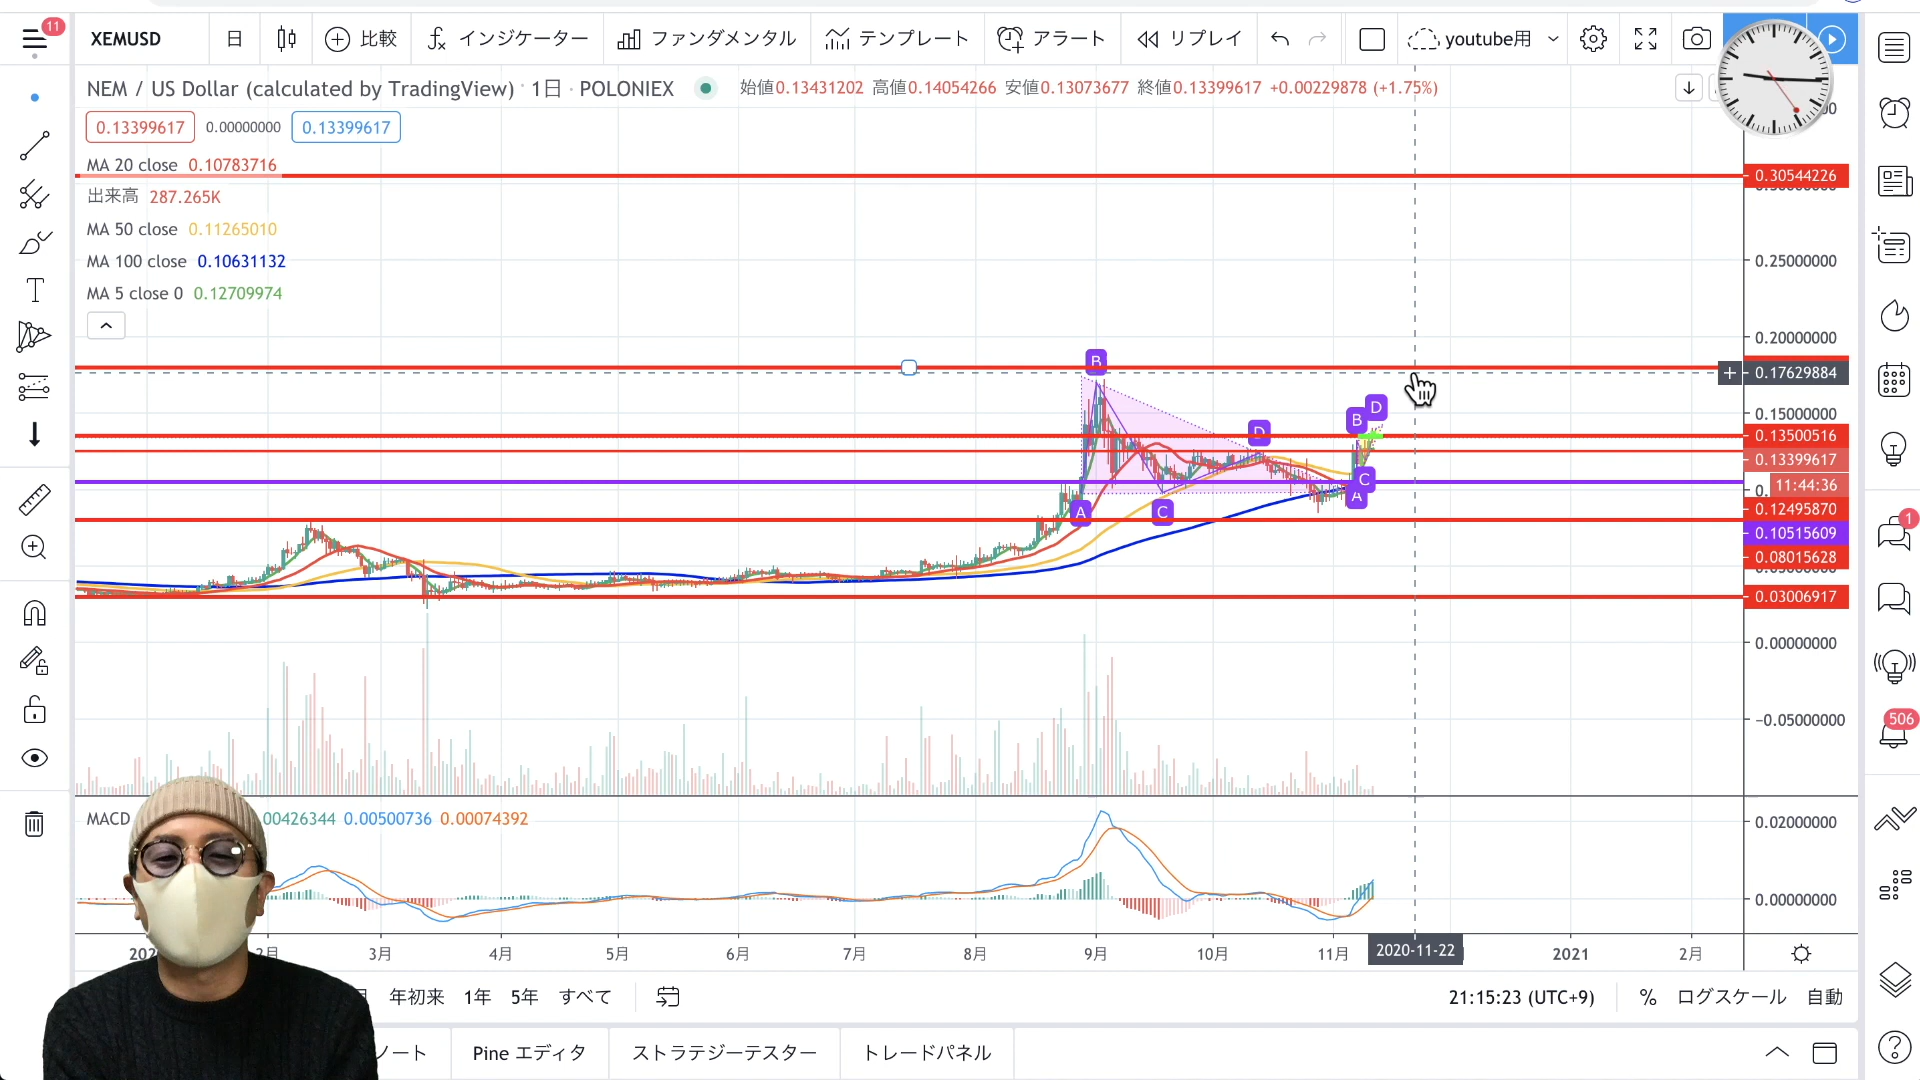 11
XEMUSD
日
比較
インジケーター
ファンダメンタル
テンプレート
アラート
リプレイ
youtube用
NEM / US Dollar (calculated by TradingView) · 1日 · POLONIEX
始値0.13431202 高値0.14054266 安値0.13073677 終値0.13399617 +0.00229878 (+1.75%)
0.13399617 0.00000000 0.13399617
MA 20 close 0.10783716
出来高 287.265K
MA 50 close 0.11265010
MA 100 close 0.10631132
MA 5 close 0 0.12709974
0.30544226
0.25000000
0.20000000
0.17629884
0.15000000
0.13500516
0.13399617
11:44:36
0.12495870
0.10515609
0.08015628
0.03006917
0.00000000
−0.05000000
B
D
A
C
B
D
C
A
1
506
MACD
00426344 0.00500736 0.00074392
0.02000000
0.00000000
202
2月
3月
4月
5月
6月
7月
8月
9月
10月
11月
2020-11-22
2021
2月
年初来
1年
5年
すべて
21:15:23 (UTC+9)
%
ログスケール
自動
ノート
Pine エディタ
ストラテジーテスター
トレードパネル